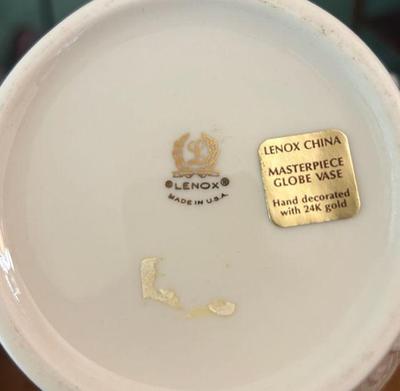 L
®LENOX®
MADE IN U.S.A.
LENOX CHINA
MASTERPIECE
GLOBE VASE
Hand decorated
with 24K gold